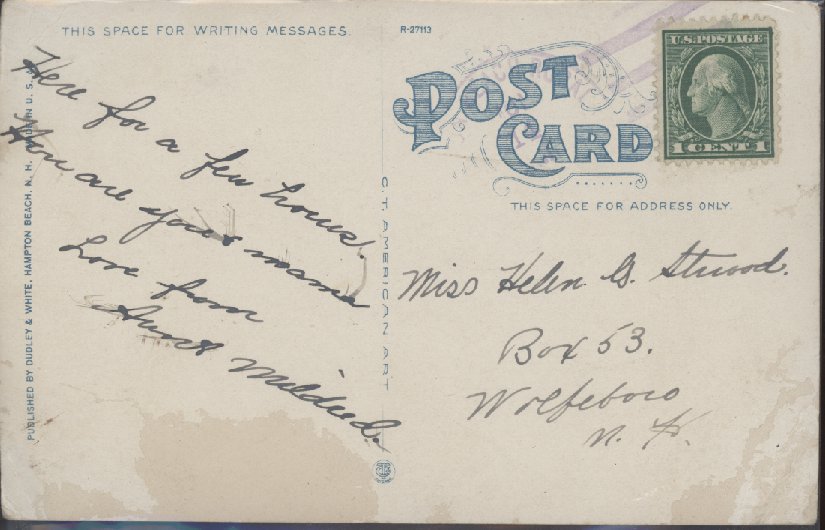 THIS SPACE FOR WRITING MESSAGES
R-27113
POST
CARD
U.S. POSTAGE
1 CENT 1
THIS SPACE FOR ADDRESS ONLY.
Here for a few hours.
How are you & mama
Love from
Aunt Mildred.
Miss Helen G.
Box 53.
Wolfeboro
N. H.
C.T. AMERICAN ART
PUBLISHED BY DUDLEY & WHITE, HAMPTON BEACH, N. H. MADE IN U. S. A.